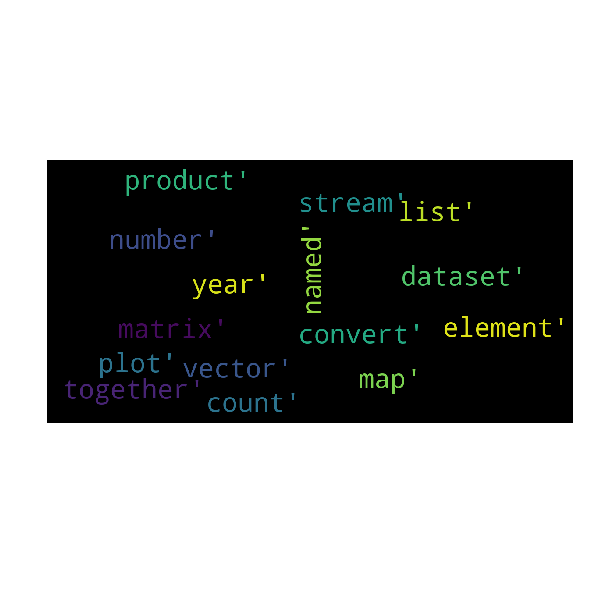 product'
stream'
list'
number'
named'
year'
dataset'
matrix'
convert'
element'
plot'
vector'
map'
together'
count'